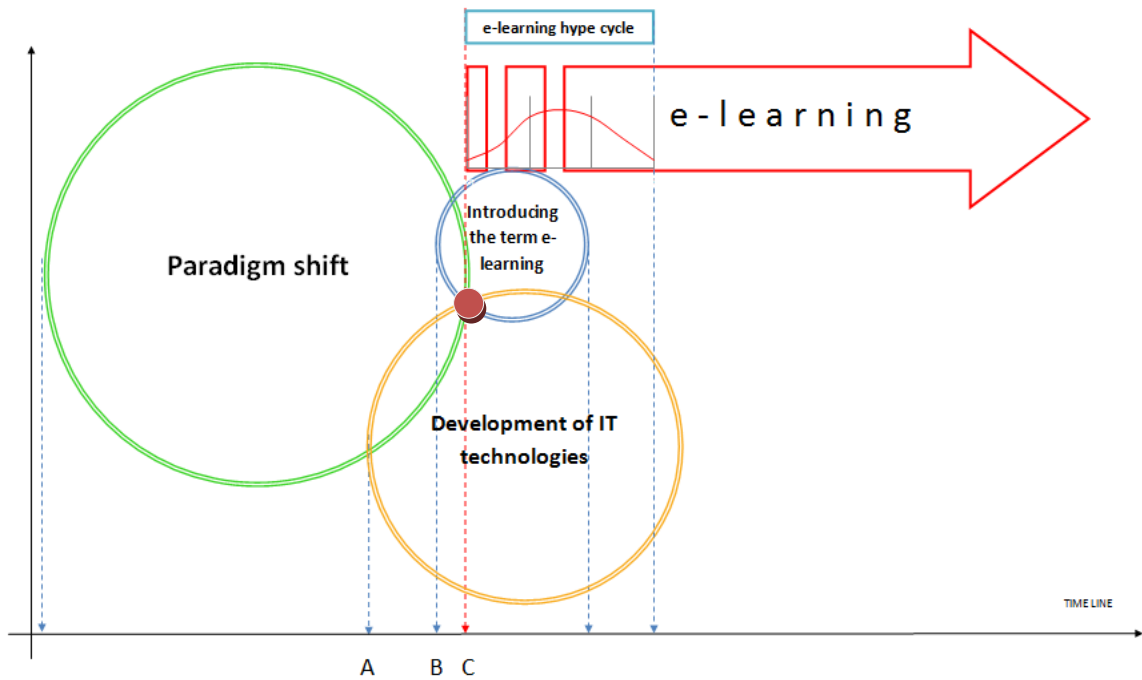 e-learning hype cycle
e-learning
Introducing
the term e-
learning
Paradigm shift
Development of IT
technologies
TIME LINE
A B C